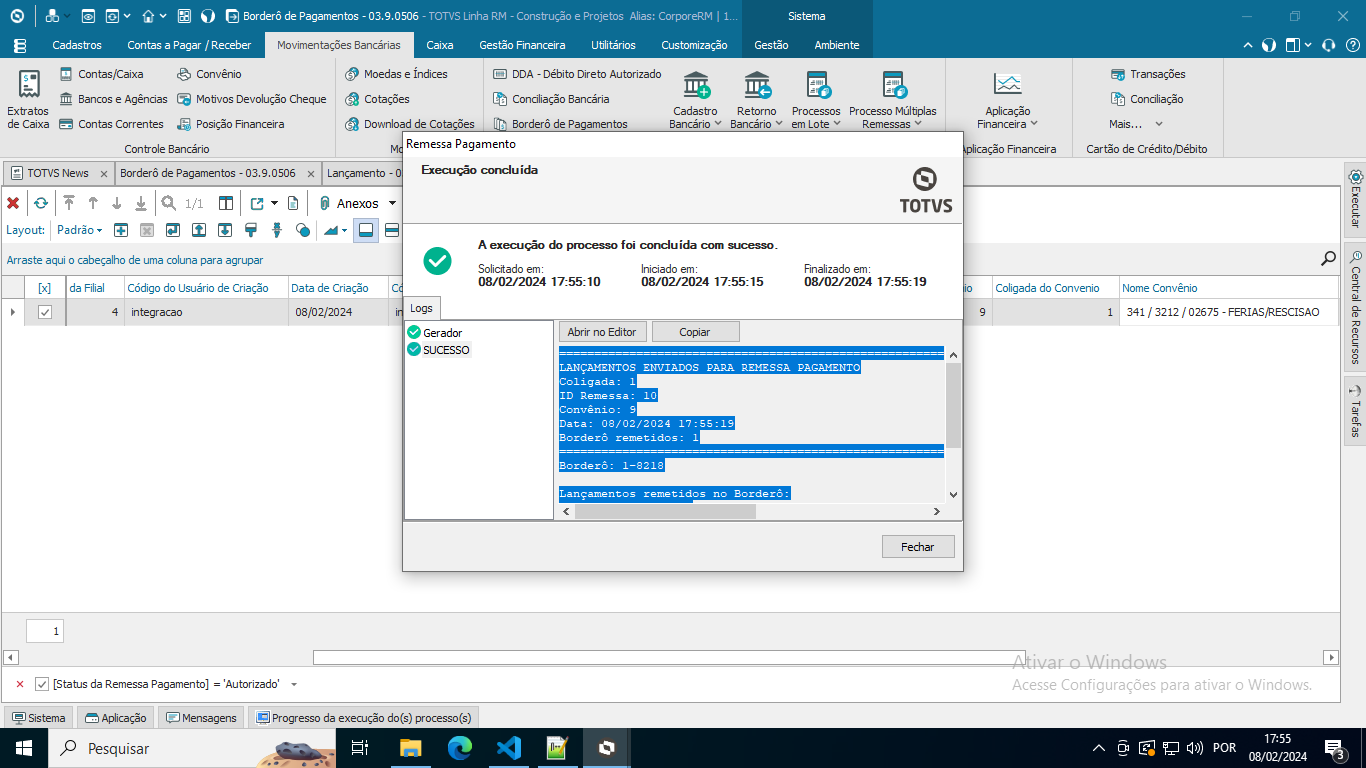 Borderô de Pagamentos - 03.9.0506 - TOTVS Linha RM - Construção e Projetos Alias: CorporeRM | 1...
Sistema
Cadastros Contas a Pagar / Receber Movimentações Bancárias Caixa Gestão Financeira Utilitários Customização Gestão Ambiente
Extratos de Caixa
Contas/Caixa
Bancos e Agências
Contas Correntes
Convênio
Motivos Devolução Cheque
Posição Financeira
Controle Bancário
Moedas e Índices
Cotações
Download de Cotações
Mo
DDA - Débito Direto Autorizado
Conciliação Bancária
Borderô de Pagamentos
Cadastro Bancário
Retorno Bancário
Processos em Lote
Processo Múltiplas Remessas
Aplicação Financeira
Aplicação Financeira
Transações
Conciliação
Mais...
Cartão de Crédito/Débito
TOTVS News
Borderô de Pagamentos - 03.9.0506
Lançamento - 0
1/1
Anexos
Layout: Padrão
Arraste aqui o cabeçalho de uma coluna para agrupar
[x] da Filial Código do Usuário de Criação Data de Criação Có io Coligada do Convenio Nome Convênio
4 integracao 08/02/2024 in 9 1 341 / 3212 / 02675 - FERIAS/RESCISAO
Remessa Pagamento
Execução concluída
TOTVS
A execução do processo foi concluída com sucesso.
Solicitado em: Iniciado em: Finalizado em:
08/02/2024 17:55:10 08/02/2024 17:55:15 08/02/2024 17:55:19
Logs
Gerador
SUCESSO
Abrir no Editor Copiar
LANÇAMENTOS ENVIADOS PARA REMESSA PAGAMENTO
Coligada: 1
ID Remessa: 10
Convênio: 9
Data: 08/02/2024 17:55:19
Borderô remetidos: 1
Borderô: 1-8218
Lançamentos remetidos no Borderô:
Fechar
Executar
Central de Recursos
Tarefas
1
Ativar o Windows
Acesse Configurações para ativar o Windows.
[Status da Remessa Pagamento] = 'Autorizado'
Sistema Aplicação Mensagens Progresso da execução do(s) processo(s)
Pesquisar
POR
17:55
08/02/2024
3